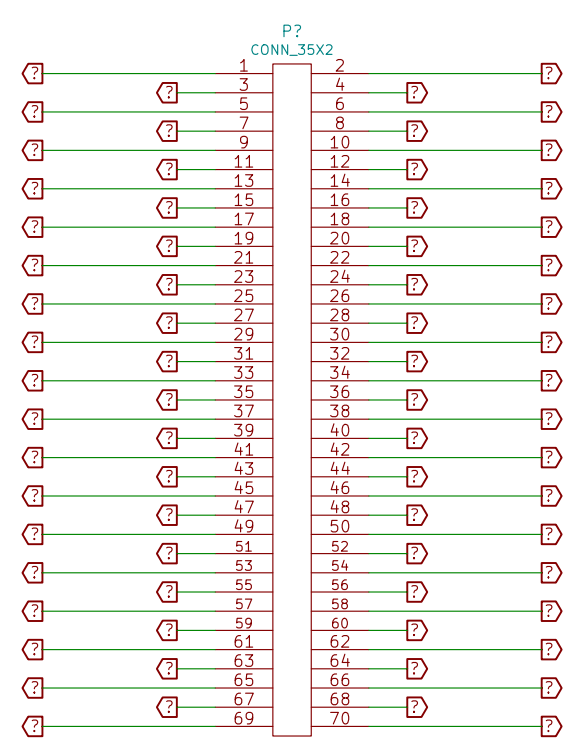 P?
CONN_35X2
? 1 2 ?
? 3 4 ?
? 5 6 ?
? 7 8 ?
? 9 10 ?
? 11 12 ?
? 13 14 ?
? 15 16 ?
? 17 18 ?
? 19 20 ?
? 21 22 ?
? 23 24 ?
? 25 26 ?
? 27 28 ?
? 29 30 ?
? 31 32 ?
? 33 34 ?
? 35 36 ?
? 37 38 ?
? 39 40 ?
? 41 42 ?
? 43 44 ?
? 45 46 ?
? 47 48 ?
? 49 50 ?
? 51 52 ?
? 53 54 ?
? 55 56 ?
? 57 58 ?
? 59 60 ?
? 61 62 ?
? 63 64 ?
? 65 66 ?
? 67 68 ?
? 69 70 ?